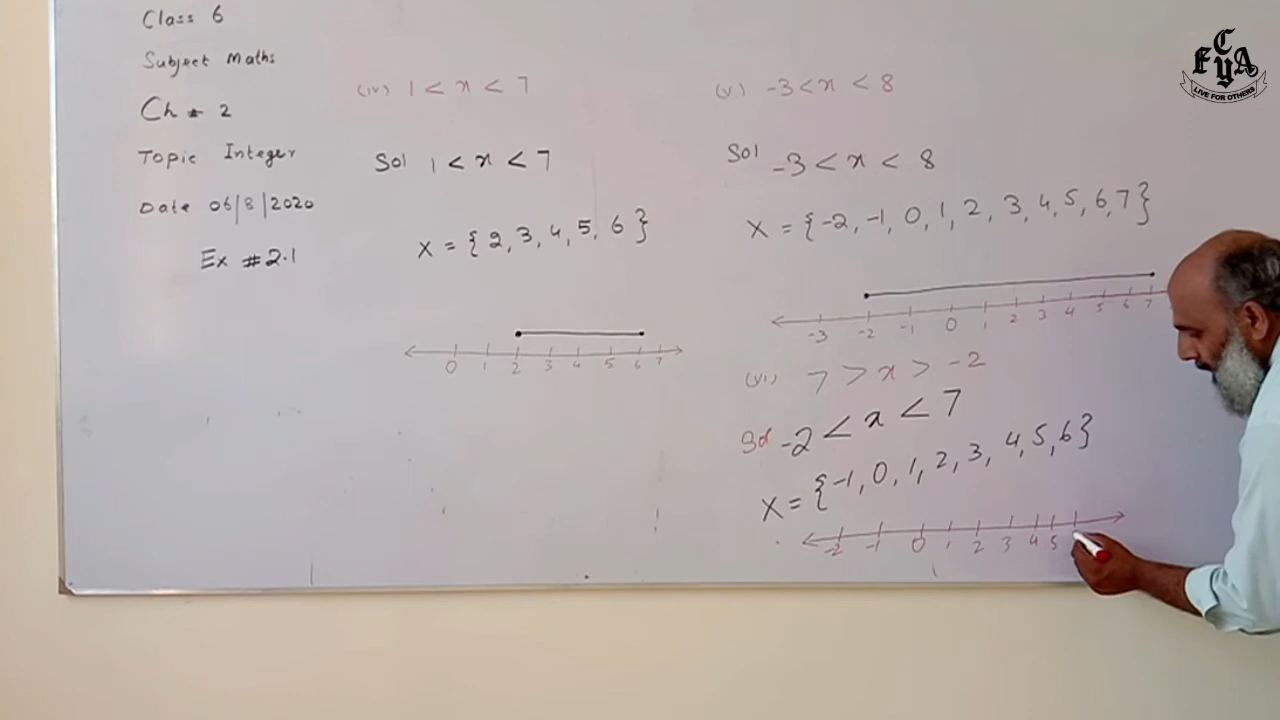 Class 6
Subject Maths
Ch # 2
Topic Integer
Date 06/8/2020
Ex # 2.1
(iv) 1 < x < 7
Sol 1 < x < 7
X = { 2, 3, 4, 5, 6 }
0 1 2 3 4 5 6 7
(v) -3 < x < 8
Sol -3 < x < 8
X = { -2, -1, 0, 1, 2, 3, 4, 5, 6, 7 }
-3 -2 -1 0 1 2 3 4 5 6 7
(vi) 7 > x > -2
Sol -2 < x < 7
X = { -1, 0, 1, 2, 3, 4, 5, 6 }
-2 -1 0 1 2 3 4 5
ECYA
LIVE FOR OTHERS